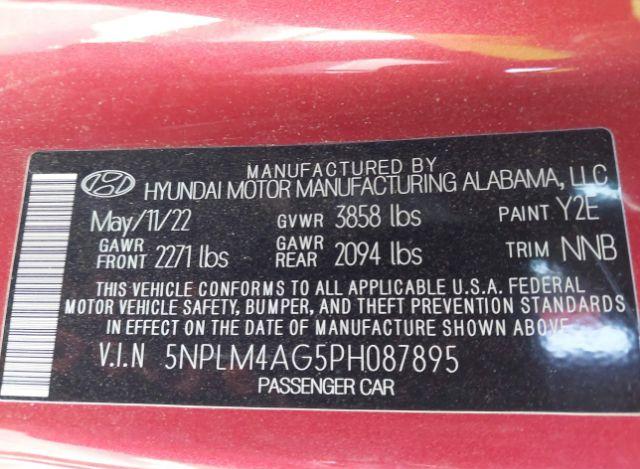 MANUFACTURED BY
HYUNDAI MOTOR MANUFACTURING ALABAMA, LLC
May/11/22 GVWR 3858 lbs PAINT Y2E
GAWR FRONT 2271 lbs GAWR REAR 2094 lbs TRIM NNB
THIS VEHICLE CONFORMS TO ALL APPLICABLE U.S.A. FEDERAL
MOTOR VEHICLE SAFETY, BUMPER, AND THEFT PREVENTION STANDARDS
IN EFFECT ON THE DATE OF MANUFACTURE SHOWN ABOVE.
V.I.N 5NPLM4AG5PH087895
PASSENGER CAR